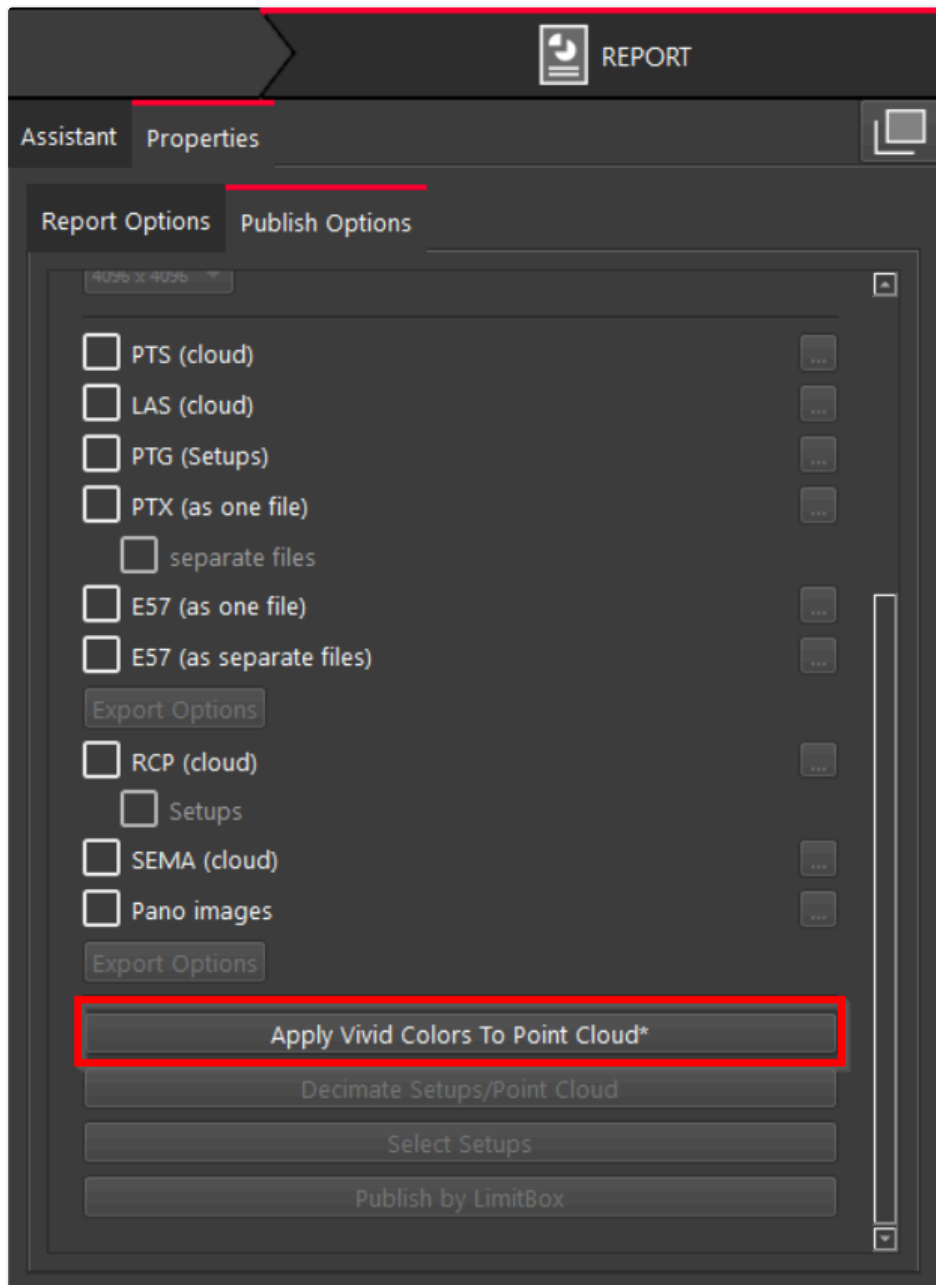 REPORT
Assistant
Properties
Report Options
Publish Options
4096 x 4096
PTS (cloud)
...
LAS (cloud)
...
PTG (Setups)
...
PTX (as one file)
...
separate files
E57 (as one file)
...
E57 (as separate files)
...
Export Options
RCP (cloud)
...
Setups
SEMA (cloud)
...
Pano images
...
Export Options
Apply Vivid Colors To Point Cloud*
Decimate Setups/Point Cloud
Select Setups
Publish by LimitBox